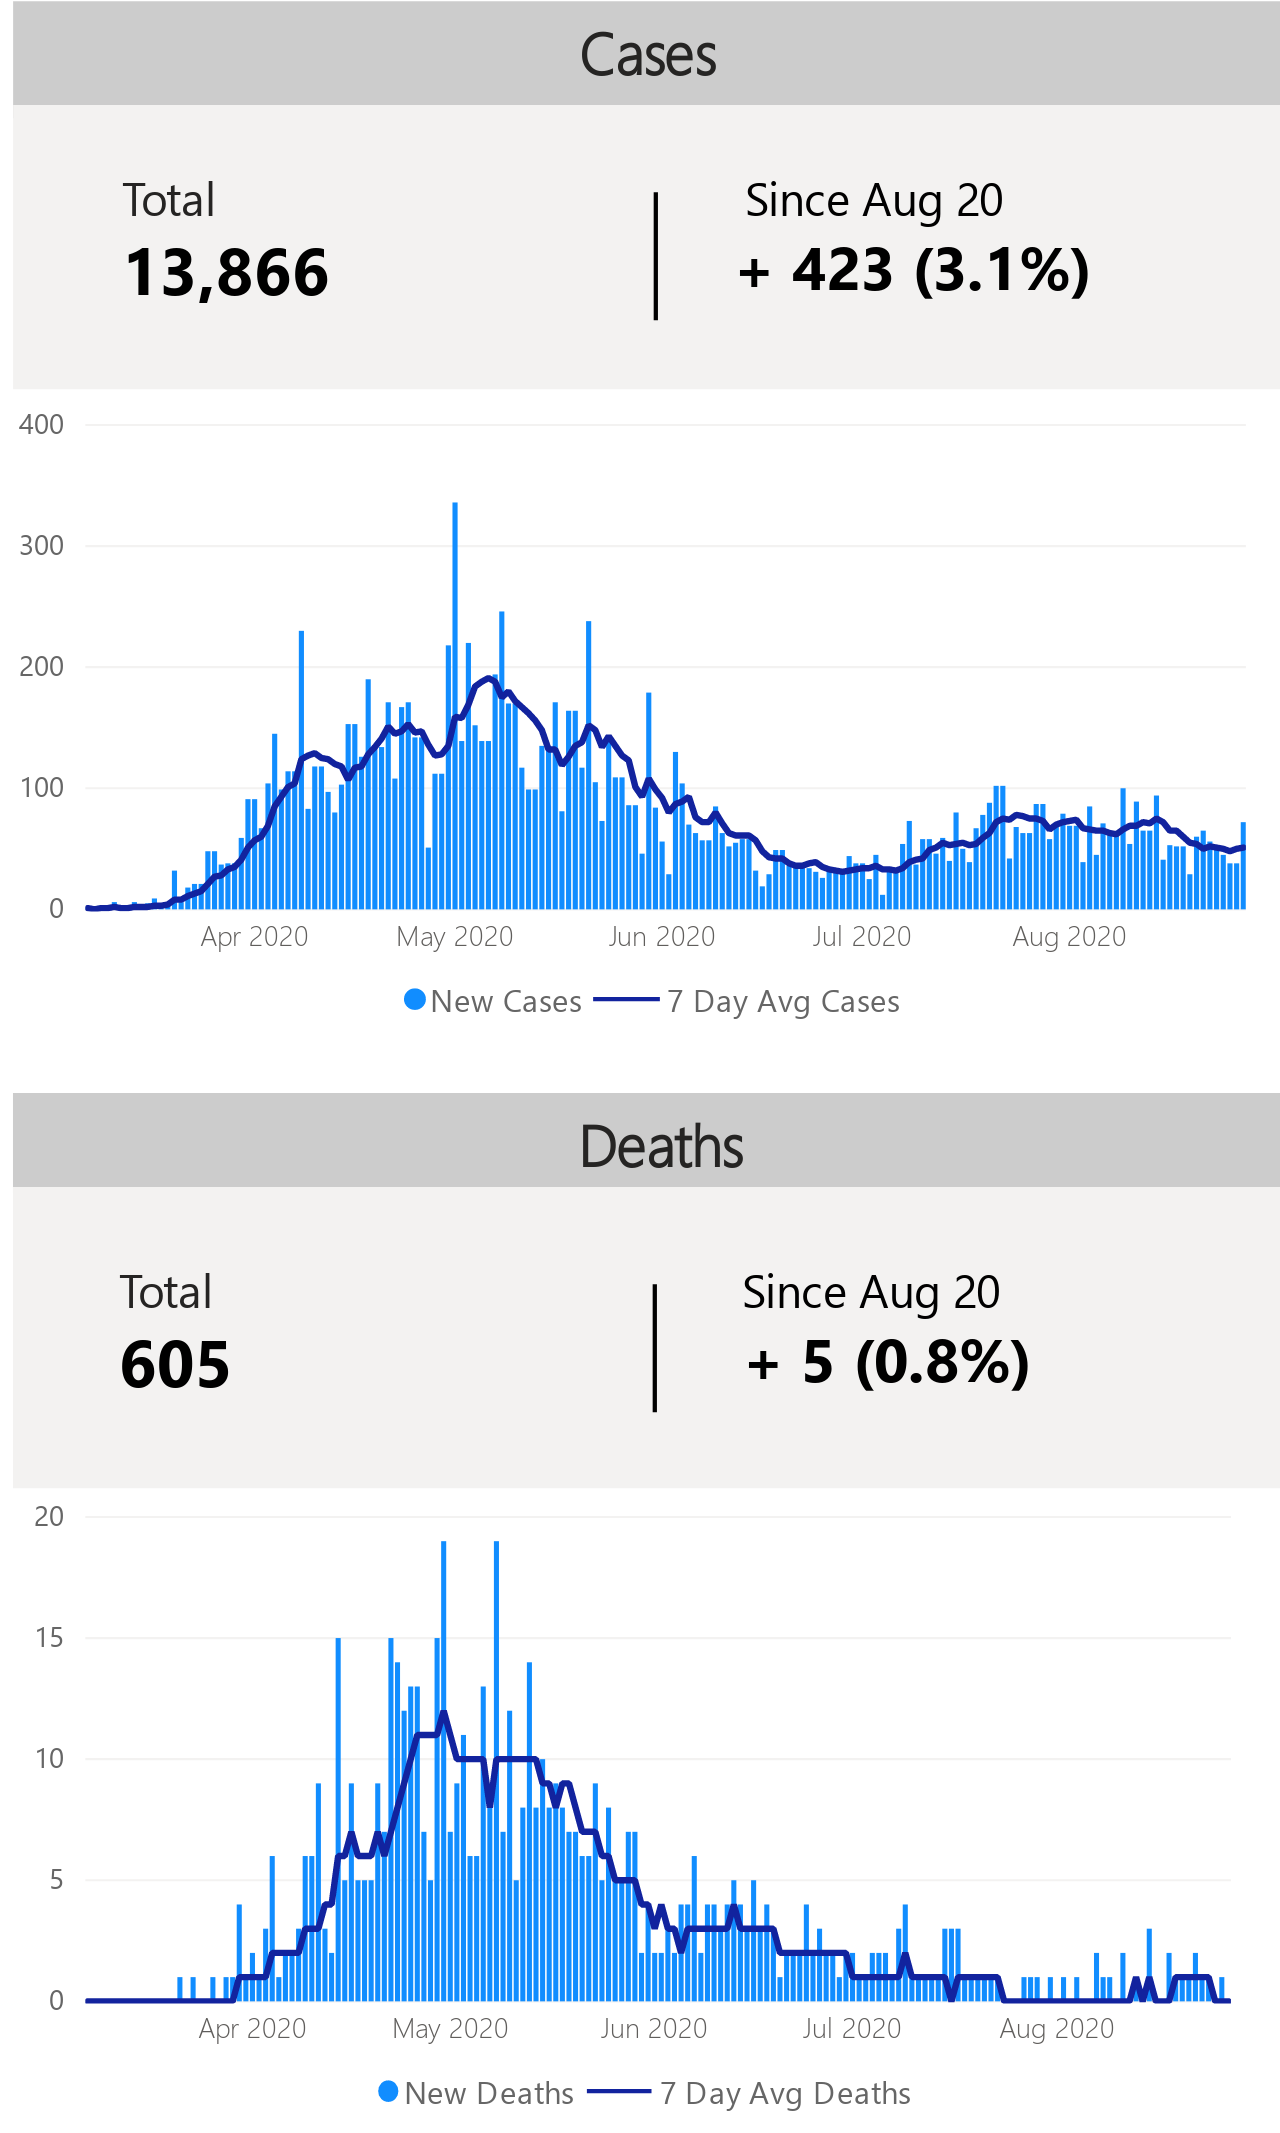 Cases
Total
Since Aug 20
13,866
+ 423 (3.1%)
400
300
200
100
0
Apr 2020
May 2020
Jun 2020
Jul 2020
Aug 2020
New Cases
7 Day Avg Cases
Deaths
Total
Since Aug 20
605
+ 5 (0.8%)
20
15
10
5
0
Apr 2020
May 2020
Jun 2020
Jul 2020
Aug 2020
New Deaths
7 Day Avg Deaths